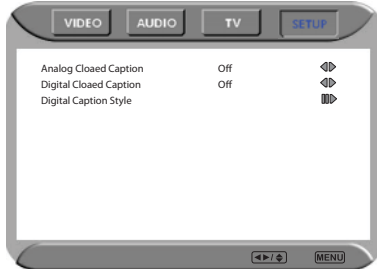 VIDEO AUDIO TV SETUP
Analog Cloaed Caption Off
Digital Cloaed Caption Off
Digital Caption Style
/ MENU